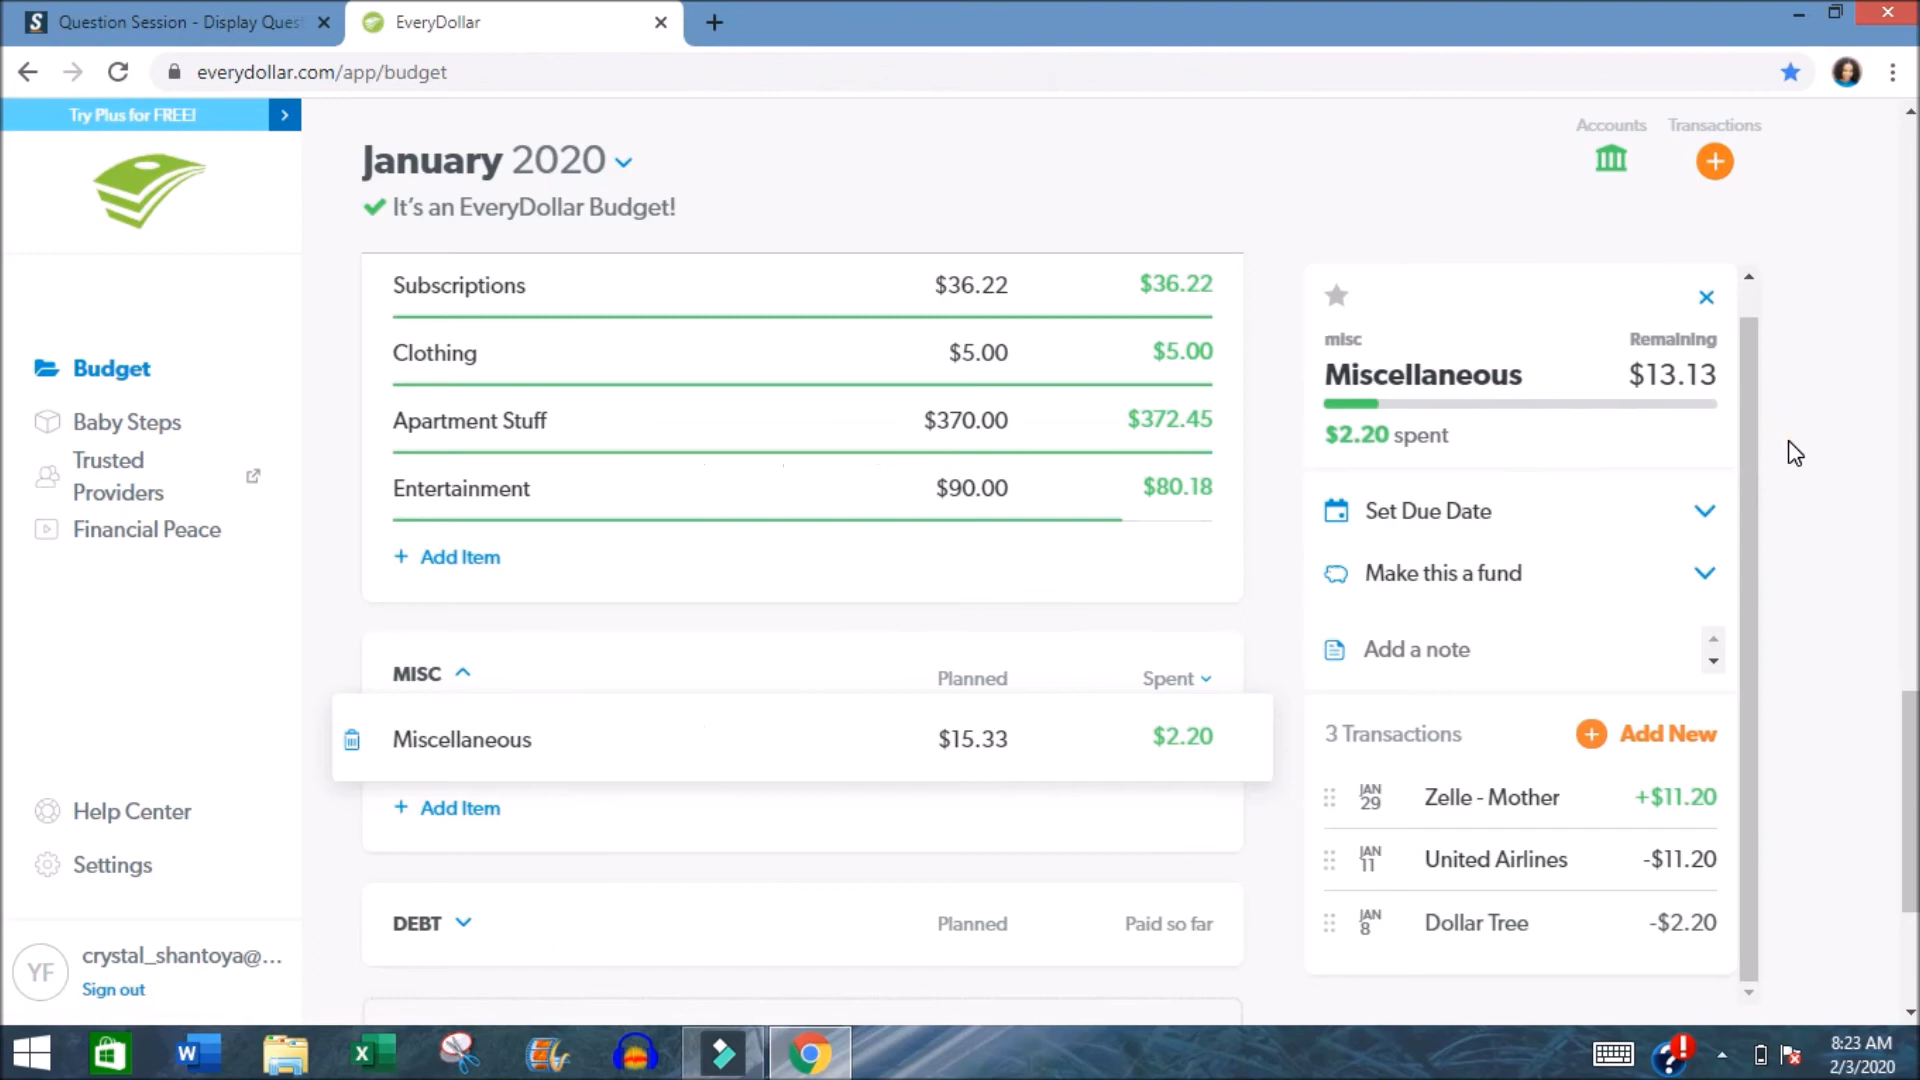 Question Session - Display Ques
EveryDollar
everydollar.com/app/budget
Try Plus for FREE!
Budget
Baby Steps
Trusted
Providers
Financial Peace
Help Center
Settings
YF
crystal_shantoya@...
Sign out
January 2020
It's an EveryDollar Budget!
Accounts
Transactions
Subscriptions $36.22 $36.22
Clothing $5.00 $5.00
Apartment Stuff $370.00 $372.45
Entertainment $90.00 $80.18
+ Add Item
MISC Planned Spent
Miscellaneous $15.33 $2.20
+ Add Item
DEBT Planned Paid so far
misc Remaining
Miscellaneous $13.13
$2.20 spent
Set Due Date
Make this a fund
Add a note
3 Transactions + Add New
JAN 29 Zelle - Mother +$11.20
JAN 11 United Airlines -$11.20
JAN 8 Dollar Tree -$2.20
8:23 AM
2/3/2020